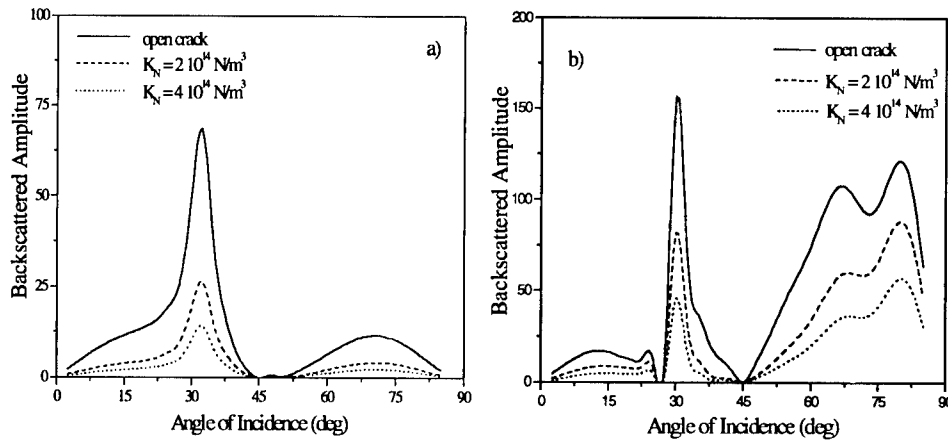 100
75
50
25
0
Backscattered Amplitude
open crack
K_N = 2 10^14 N/m^3
K_N = 4 10^14 N/m^3
a)
0 15 30 45 60 75 90
Angle of Incidence (deg)
200
150
100
50
0
Backscattered Amplitude
b)
open crack
K_N = 2 10^14 N/m^3
K_N = 4 10^14 N/m^3
0 15 30 45 60 75 90
Angle of Incidence (deg)